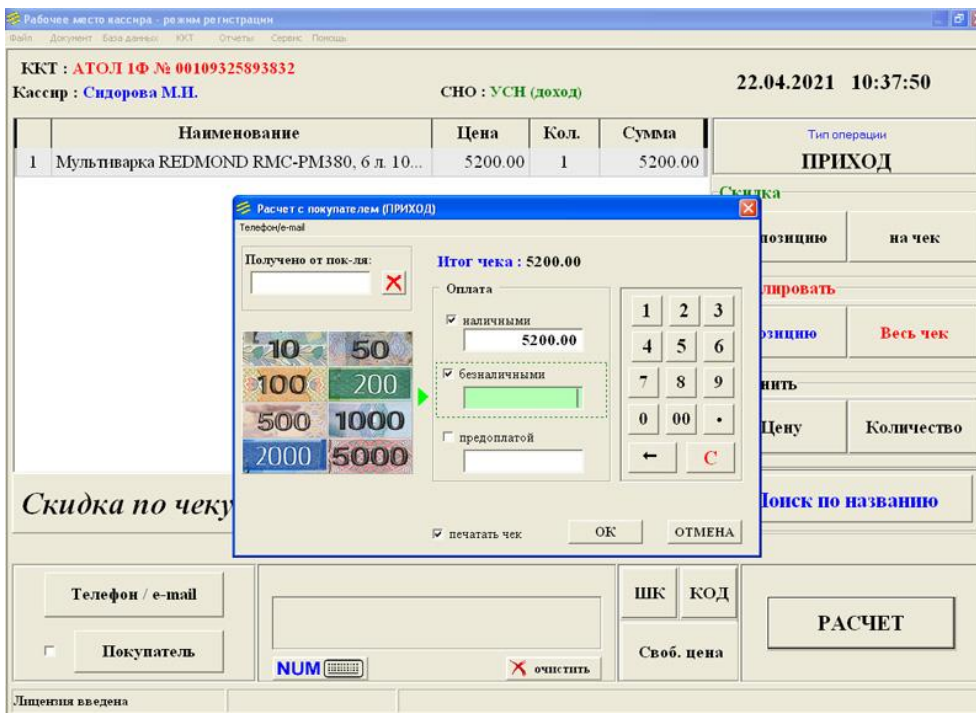 Рабочее место кассира - режим регистрации
Файл Документ База данных ККТ Отчеты Сервис Помощь
ККТ : АТОЛ 1Ф № 00109325893832
Кассир : Сидорова М.И.
СНО : УСН (доход)
22.04.2021 10:37:50
Наименование Цена Кол. Сумма
1 Мультиварка REDMOND RMC-PM380, 6 л. 10... 5200.00 1 5200.00
Тип операции
ПРИХОД
Скидка
позицию на чек
лировать
зицию Весь чек
нить
Цену Количество
Расчет с покупателем (ПРИХОД)
Телефон/e-mail
Получено от пок-ля:
Итог чека : 5200.00
Оплата
наличными
5200.00
безналичными
предоплатой
10 50
100 200
500 1000
2000 5000
1 2 3
4 5 6
7 8 9
0 00 •
← C
печатать чек
ОК ОТМЕНА
Скидка по чеку
Поиск по названию
Телефон / e-mail
Покупатель
NUM
очистить
ШК КОД
Своб. цена
РАСЧЕТ
Лицензия введена